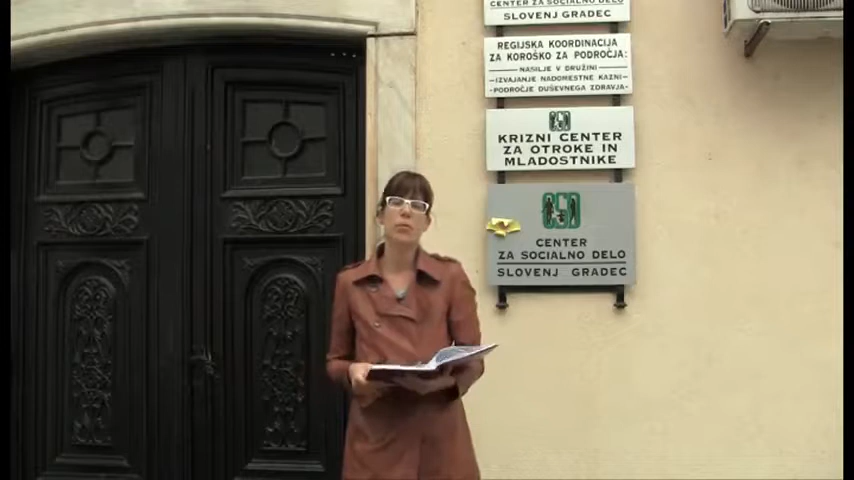 CENTER ZA SOCIALNO DELO
SLOVENJ GRADEC
REGIJSKA KOORDINACIJA
ZA KOROŠKO ZA PODROČJA:
-NASILJE V DRUŽINI
-IZVAJANJE NADOMESTNE KAZNI
-PODROČJE DUŠEVNEGA ZDRAVJA
KRIZNI CENTER
ZA OTROKE IN
MLADOSTNIKE
CENTER
ZA SOCIALNO DELO
SLOVENJ GRADEC